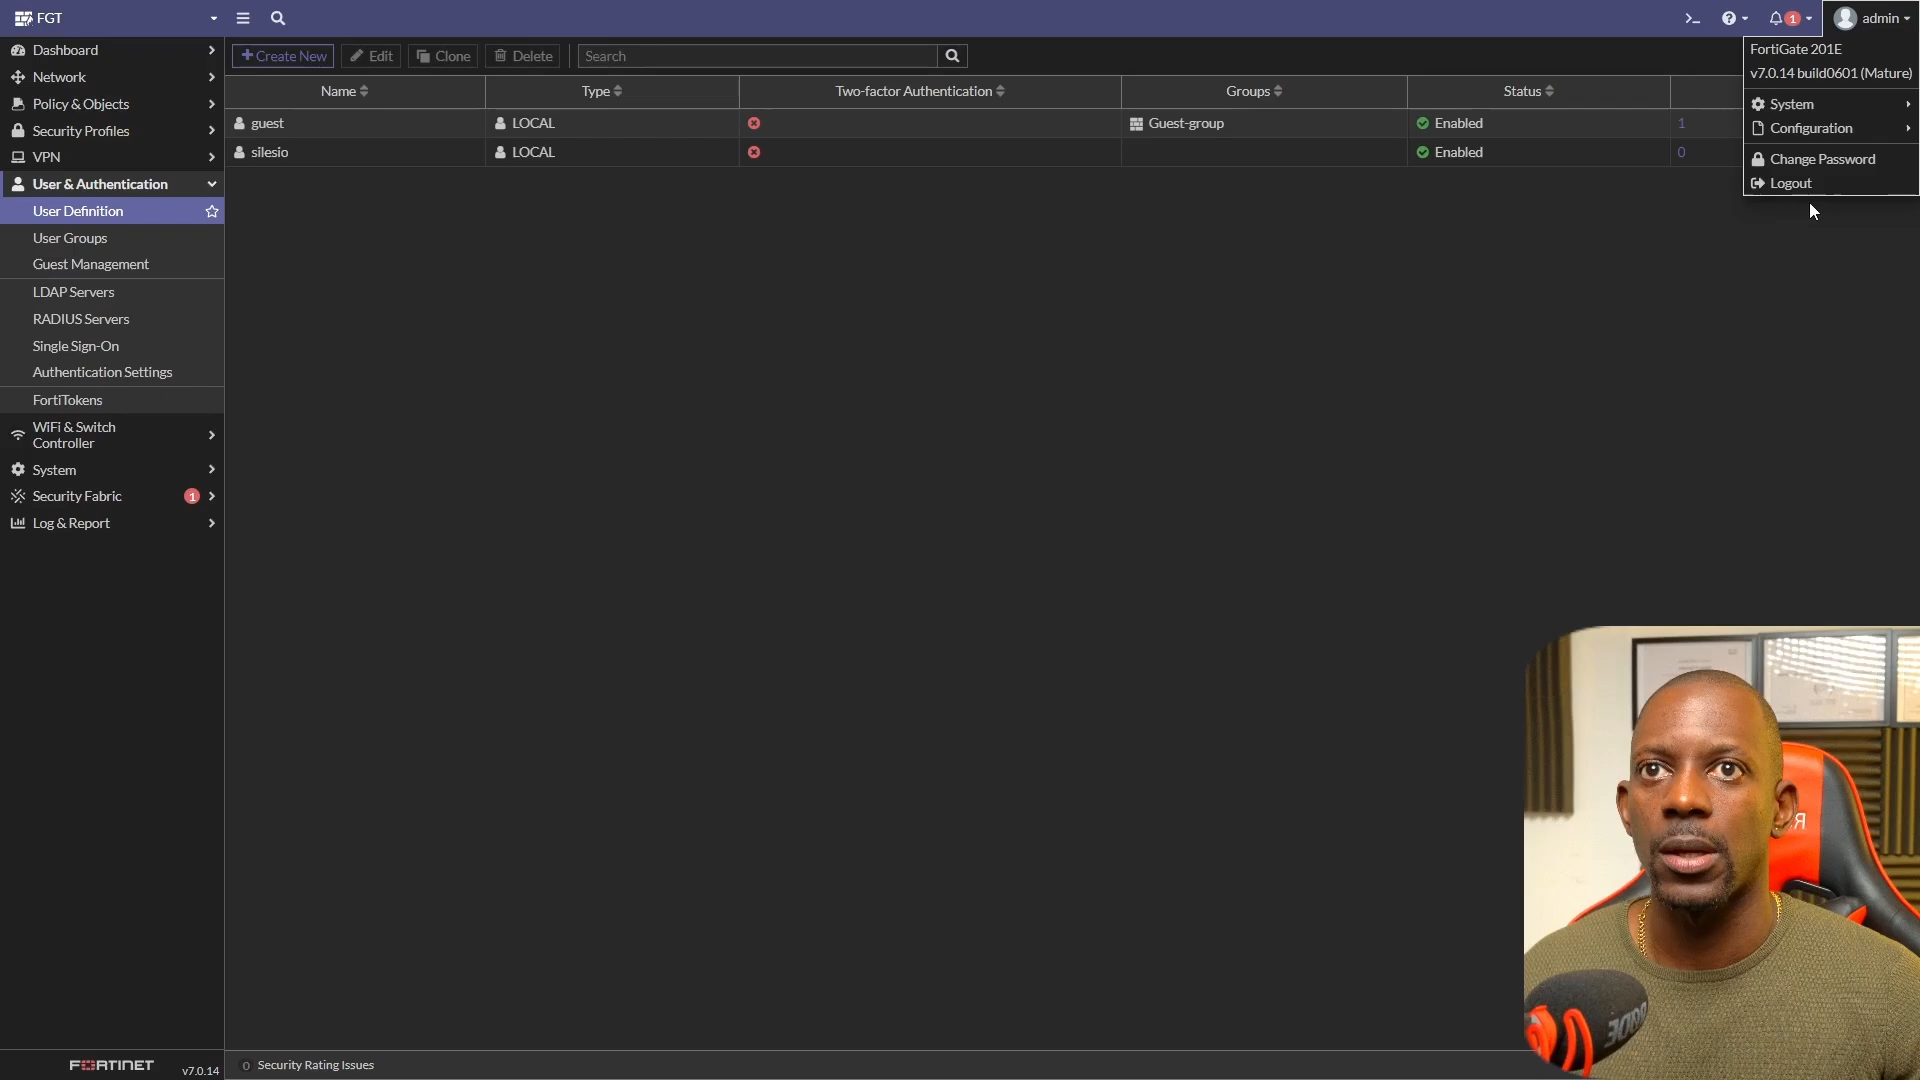 FGT
admin
Dashboard
Network
Policy & Objects
Security Profiles
VPN
User & Authentication
User Definition
User Groups
Guest Management
LDAP Servers
RADIUS Servers
Single Sign-On
Authentication Settings
FortiTokens
WiFi & Switch
Controller
System
Security Fabric 1
Log & Report
FORTINET v7.0.14
Create New Edit Clone Delete Search
Name Type Two-factor Authentication Groups Status
guest LOCAL Guest-group Enabled 1
silesio LOCAL Enabled 0
1
FortiGate 201E
v7.0.14 build0601 (Mature)
System
Configuration
Change Password
Logout
0 Security Rating Issues